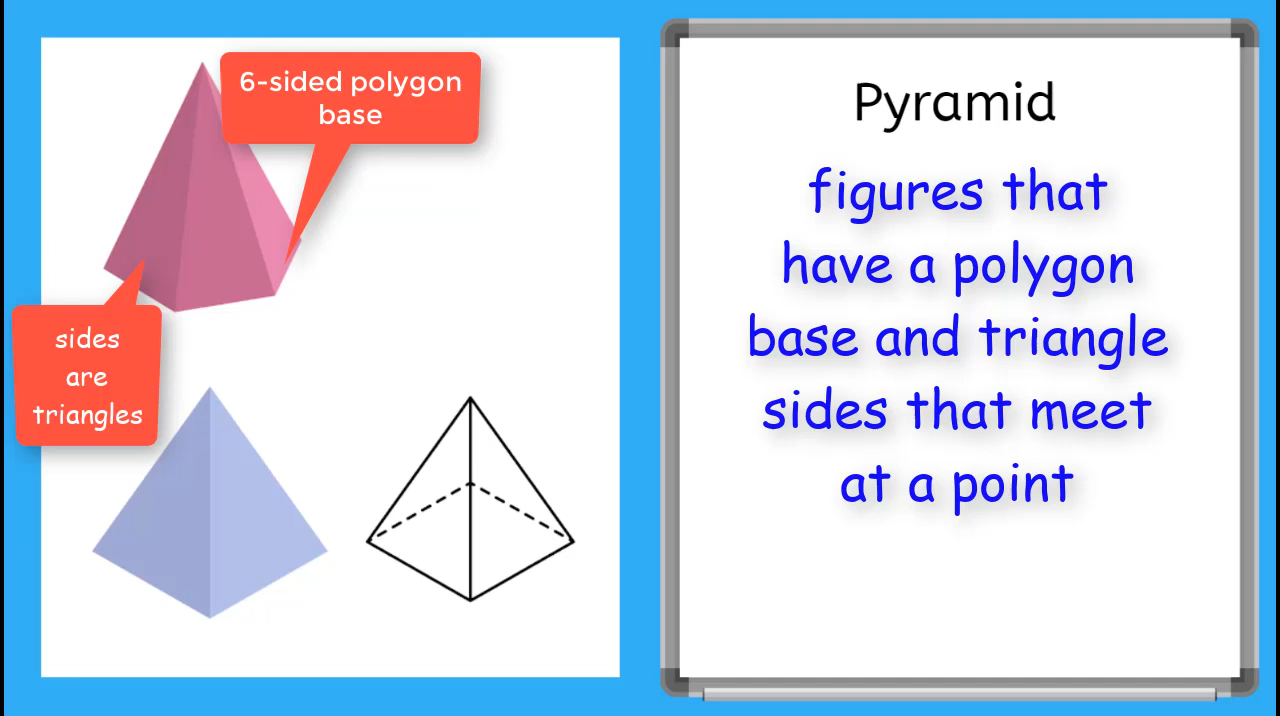 6-sided polygon
base
sides
are
triangles
Pyramid
figures that
have a polygon
base and triangle
sides that meet
at a point